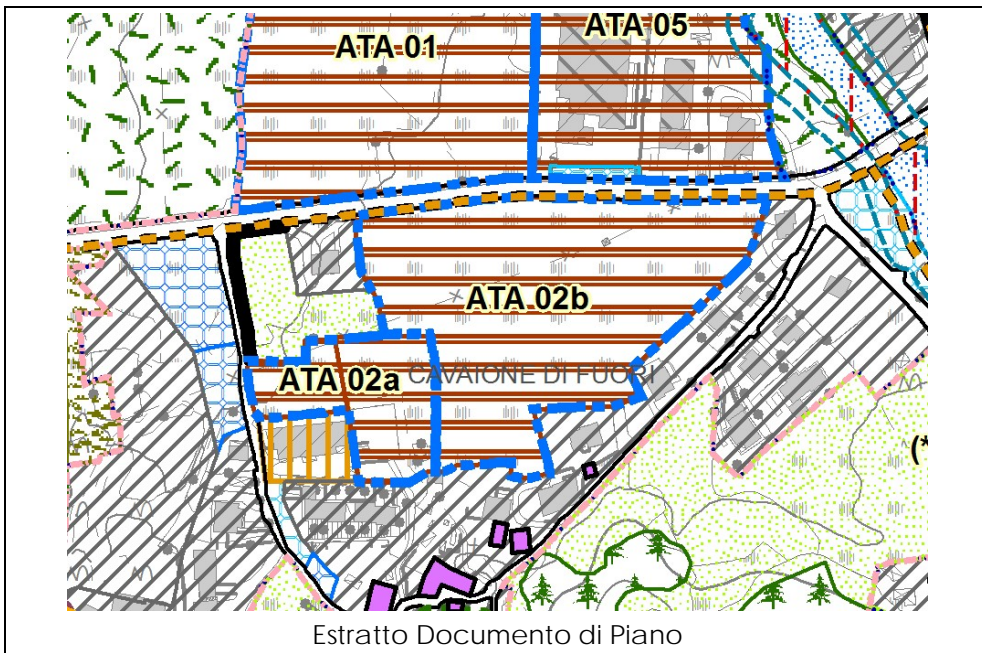 ATA 01
ATA 05
ATA 02b
ATA 02a
CAVAIONE DI FUORI
(*
Estratto Documento di Piano